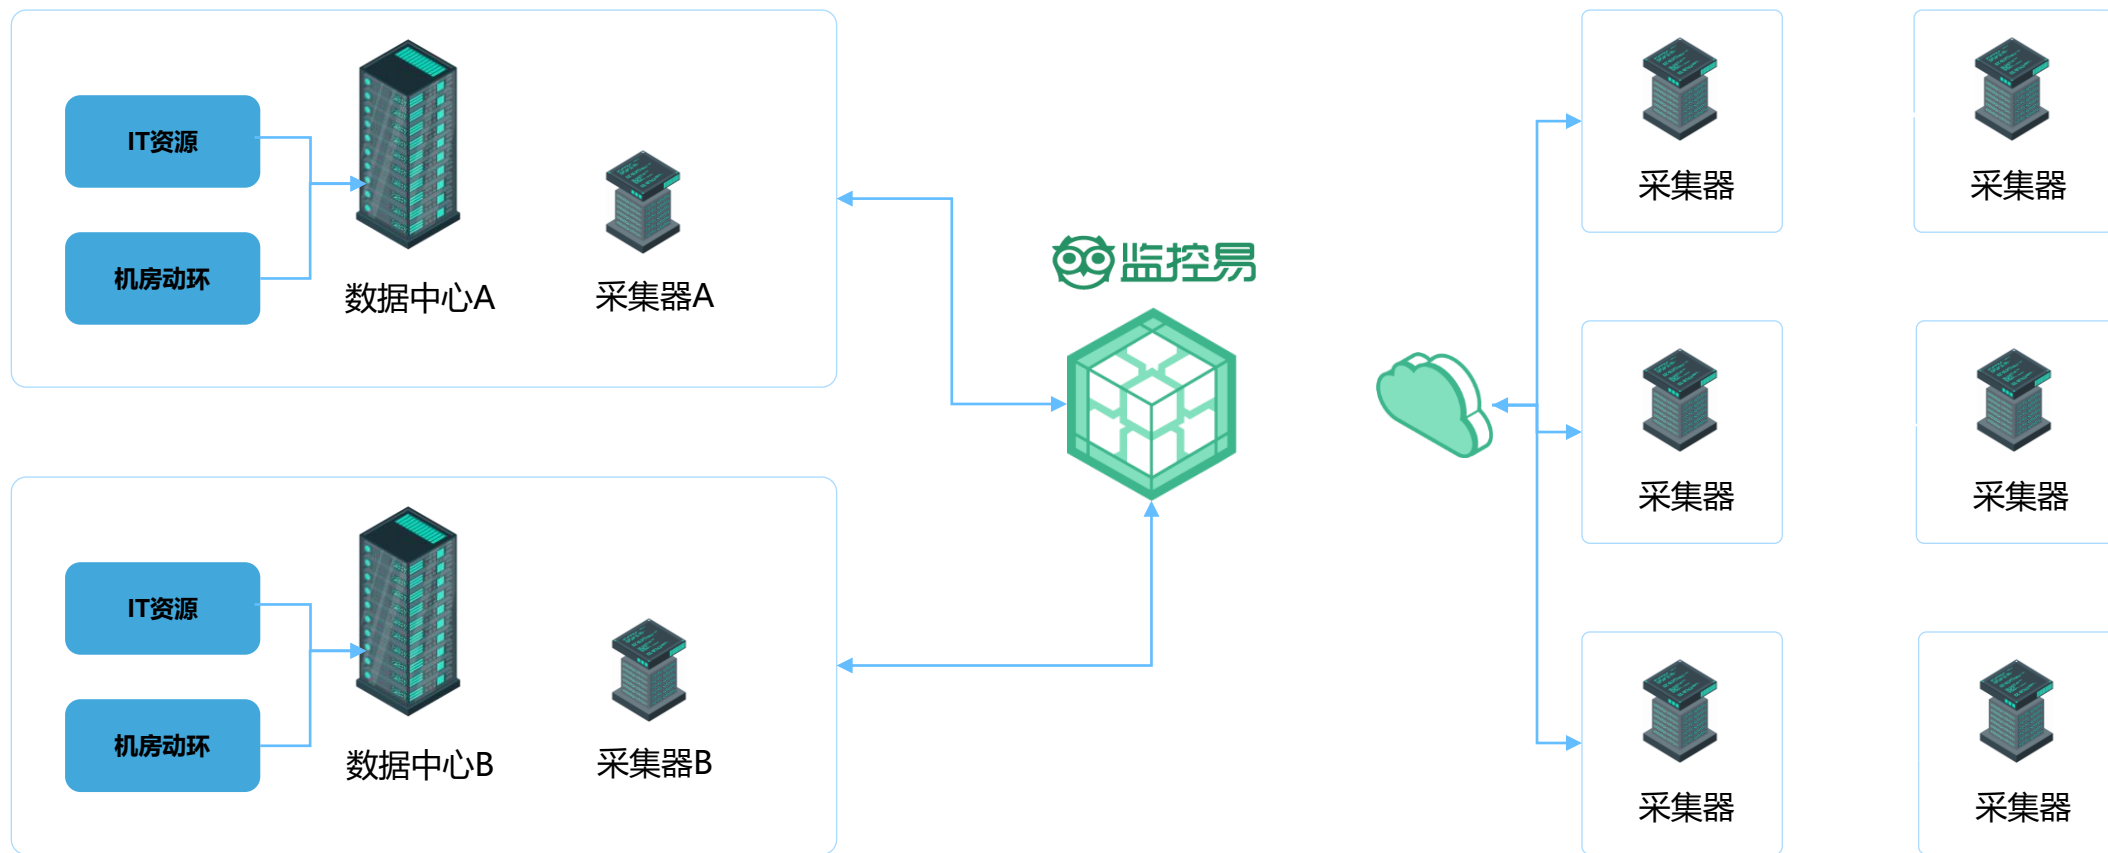 IT资源
机房动环
数据中心A
采集器A
IT资源
机房动环
数据中心B
采集器B
监控易
采集器
采集器
采集器
采集器
采集器
采集器